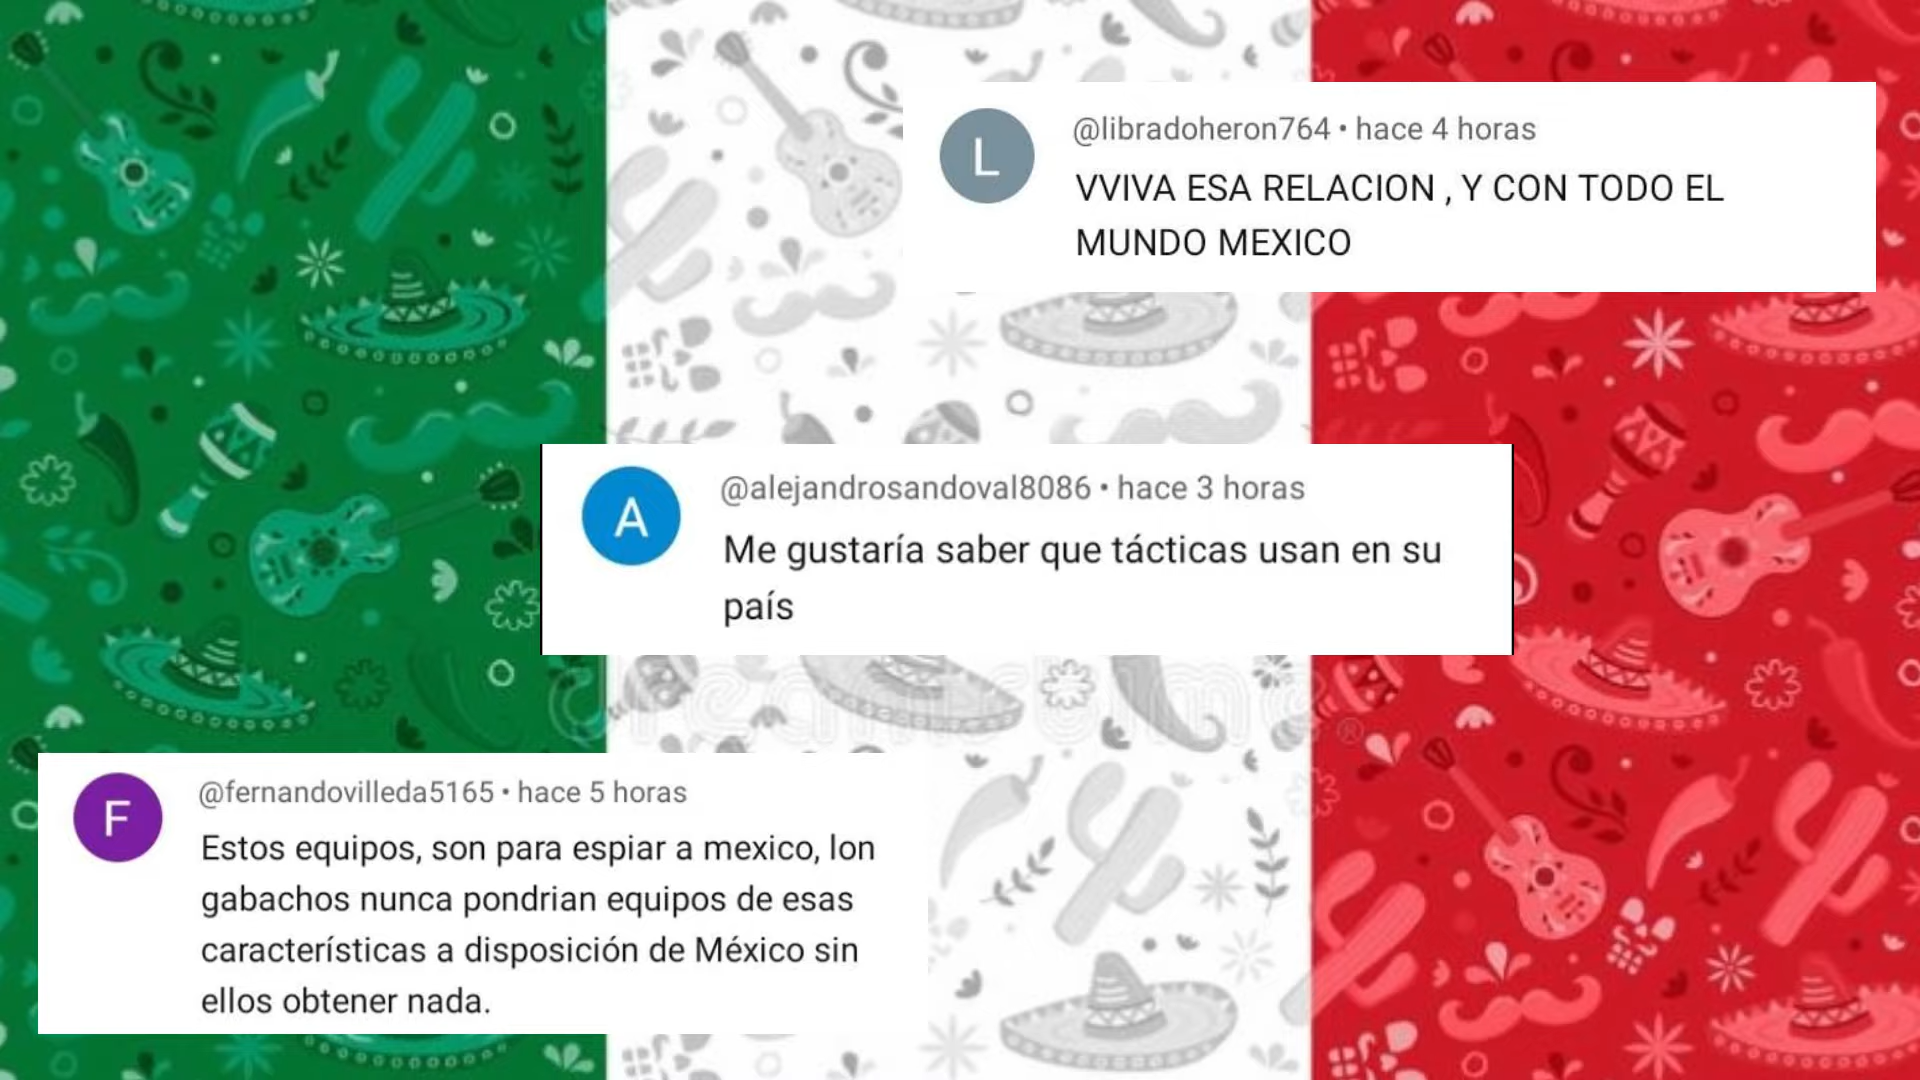 L
@libradoheron764 • hace 4 horas
VVIVA ESA RELACION , Y CON TODO EL
MUNDO MEXICO
A
@alejandrosandoval8086 • hace 3 horas
Me gustaría saber que tácticas usan en su
país
dreamstime®
F
@fernandovilleda5165 • hace 5 horas
Estos equipos, son para espiar a mexico, lon
gabachos nunca pondrian equipos de esas
características a disposición de México sin
ellos obtener nada.